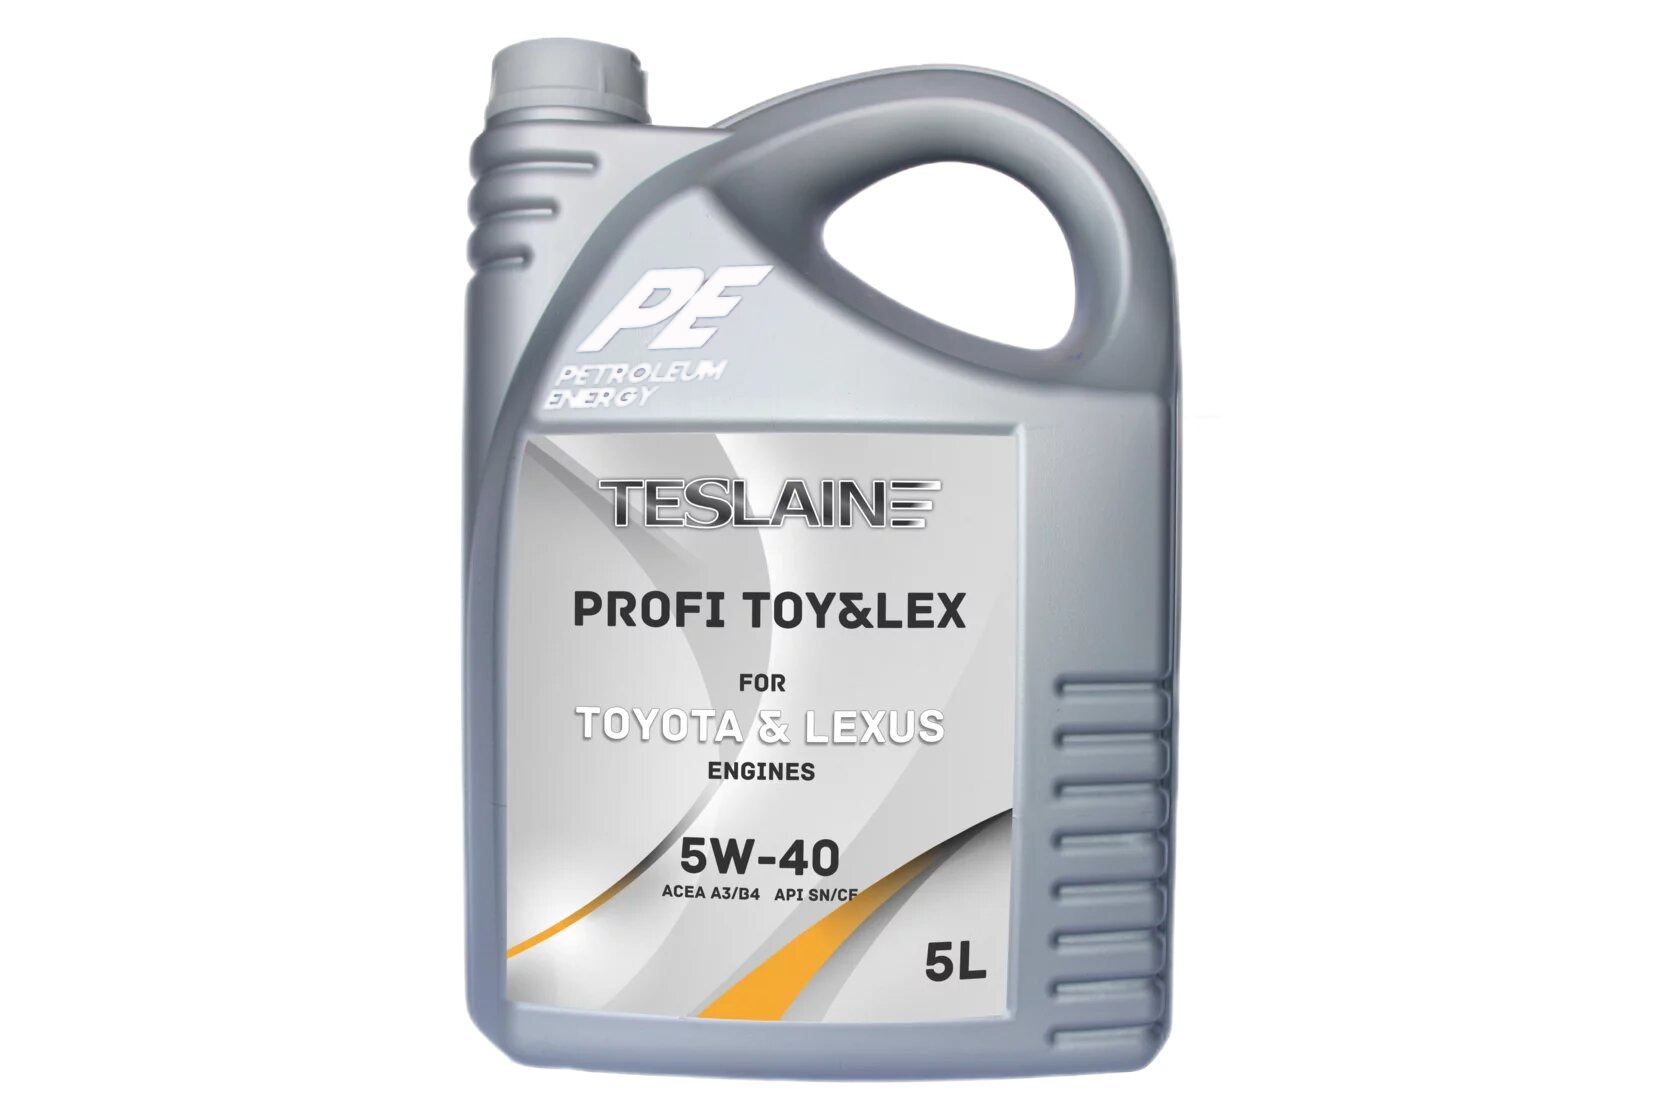 PE
PETROLEUM
ENERGY
TESLAINE
PROFI TOY&LEX
FOR
TOYOTA & LEXUS
ENGINES
5W-40
ACEA A3/B4 API SN/CF
5L